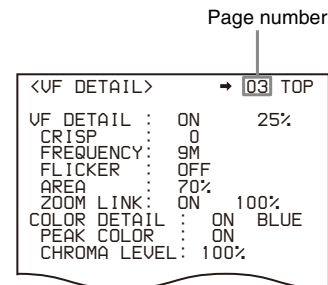 Page number
<VF DETAIL> ➡ 03 TOP
VF DETAIL : ON 25%
CRISP : 0
FREQUENCY: 9M
FLICKER : OFF
AREA : 70%
ZOOM LINK: ON 100%
COLOR DETAIL : ON BLUE
PEAK COLOR : ON
CHROMA LEVEL: 100%